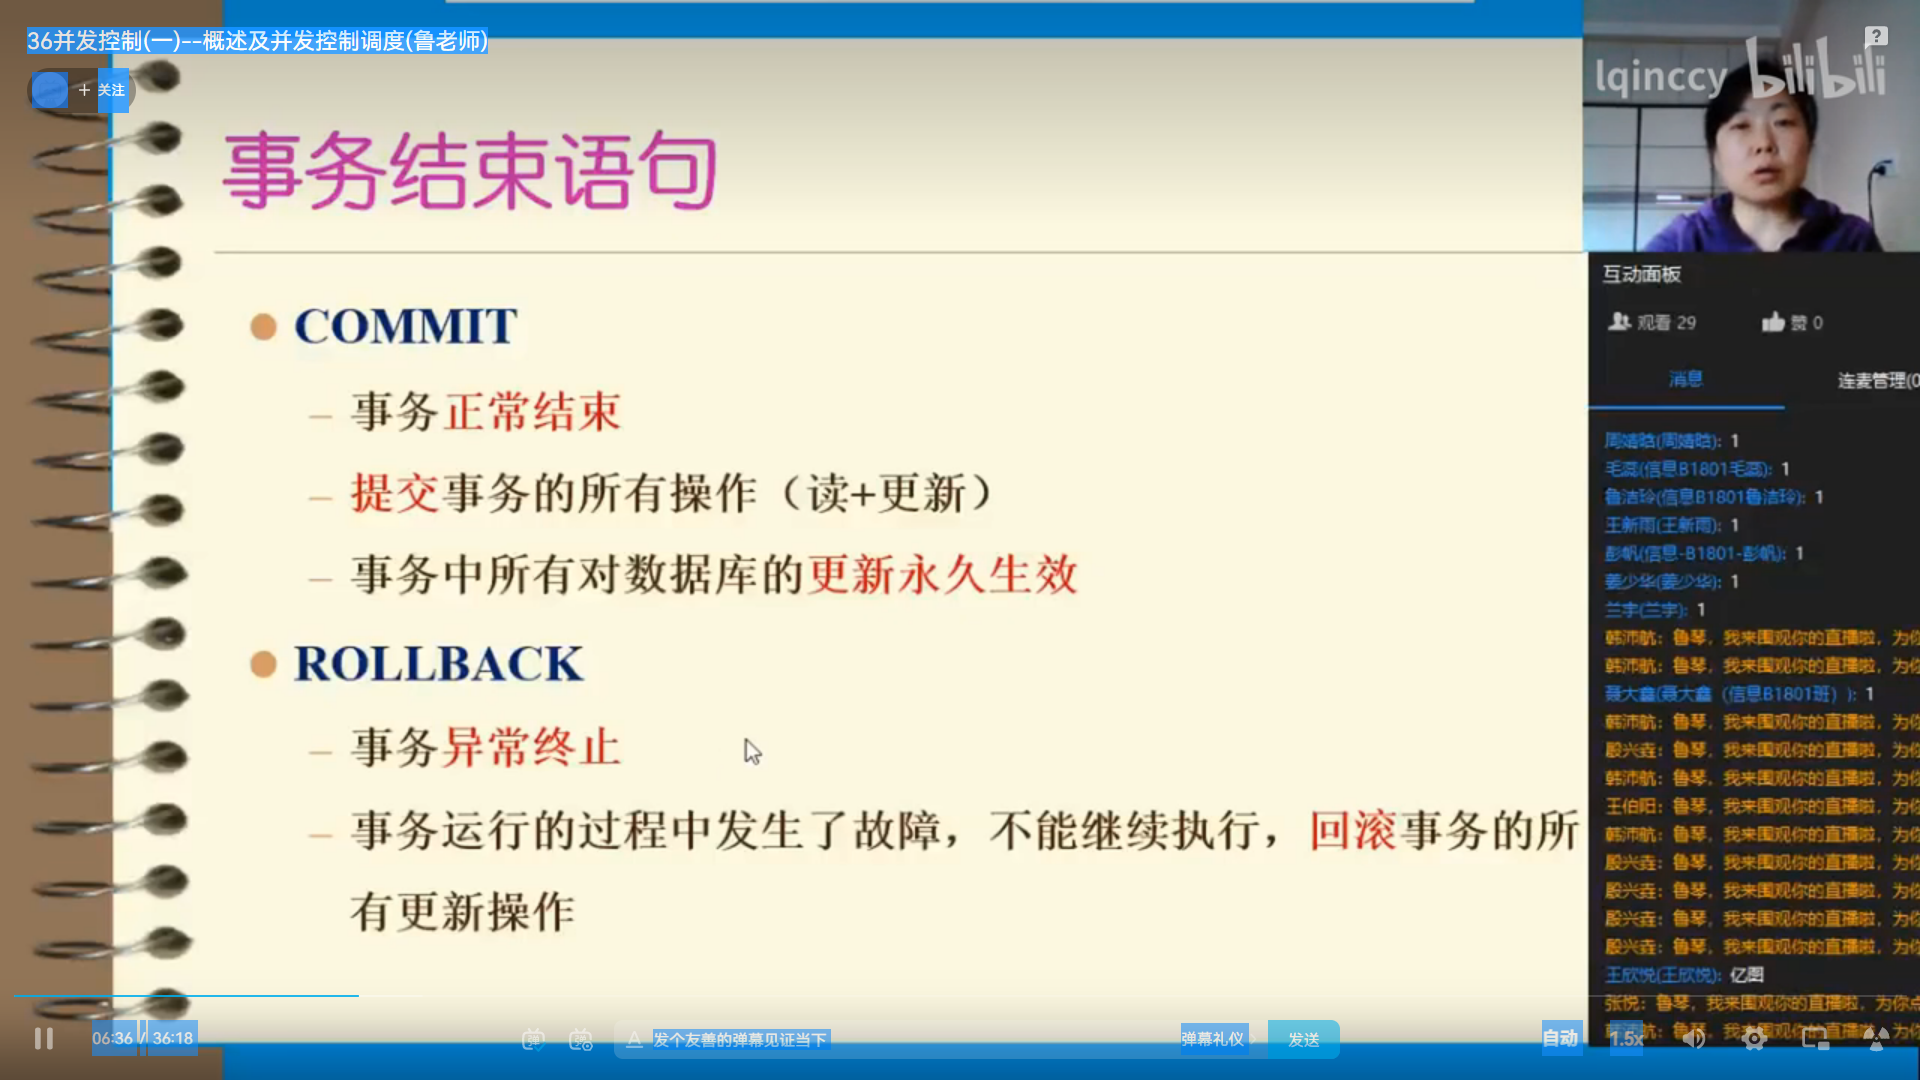 36并发控制(一)--概述及并发控制调度(鲁老师)
+ 关注
lqinccy bilibili
事务结束语句
COMMIT
– 事务正常结束
– 提交事务的所有操作（读+更新）
– 事务中所有对数据库的更新永久生效
ROLLBACK
– 事务异常终止
– 事务运行的过程中发生了故障，不能继续执行，回滚事务的所
有更新操作
互动面板
观看 29 赞 0
消息 连麦管理(0
毛蕊(信息B1801毛蕊): 1
鲁洁玲(信息B1801鲁洁玲): 1
王新雨(王新雨): 1
彭帆(信息-B1801-彭帆): 1
姜少华(姜少华): 1
兰宇(兰宇): 1
韩沛航: 鲁琴，我来围观你的直播啦，为你
韩沛航: 鲁琴，我来围观你的直播啦，为你
聂大鑫(聂大鑫（信息B1801班）): 1
韩沛航: 鲁琴，我来围观你的直播啦，为你
殷兴垚: 鲁琴，我来围观你的直播啦，为你
韩沛航: 鲁琴，我来围观你的直播啦，为你
王伯阳: 鲁琴，我来围观你的直播啦，为你
韩沛航: 鲁琴，我来围观你的直播啦，为你
殷兴垚: 鲁琴，我来围观你的直播啦，为你
殷兴垚: 鲁琴，我来围观你的直播啦，为你
殷兴垚: 鲁琴，我来围观你的直播啦，为你
殷兴垚: 鲁琴，我来围观你的直播啦，为你
王欣悦(王欣悦): 亿图
张悦: 鲁琴，我来围观你的直播啦，为你点
韩沛航: 鲁琴，我来围观你的直播啦，为你
06:36 / 36:18
发个友善的弹幕见证当下
弹幕礼仪
发送
自动
1.5x